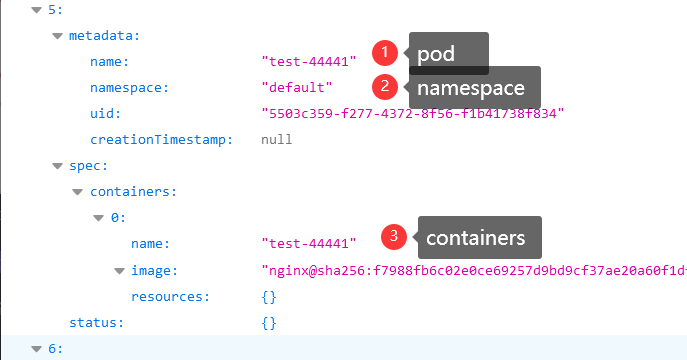 5:
metadata:
name: "test-44441" 1 pod
namespace: "default" 2 namespace
uid: "5503c359-f277-4372-8f56-f1b41738f834"
creationTimestamp: null
spec:
containers:
0:
name: "test-44441" 3 containers
image: "nginx@sha256:f7988fb6c02e0ce69257d9bd9cf37ae20a60f1d
resources: {}
status: {}
6: